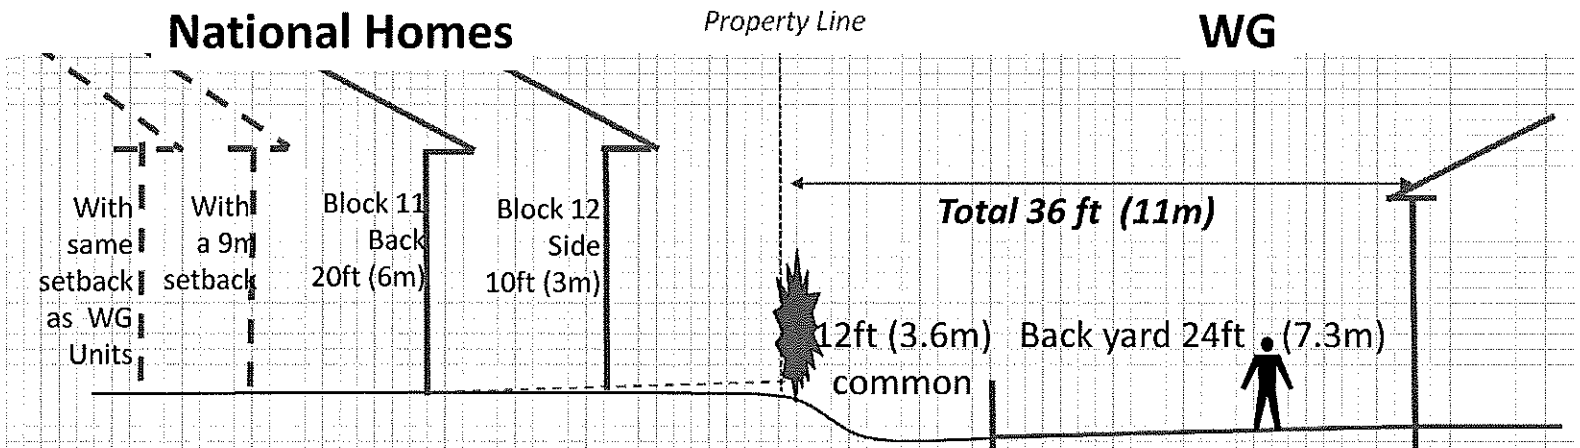 National Homes
Property Line
WG
With
same
setback
as WG
Units
With
a 9m
setback
Block 11
Back
20ft (6m)
Block 12
Side
10ft (3m)
Total 36 ft (11m)
12ft (3.6m)
common
Back yard 24ft (7.3m)